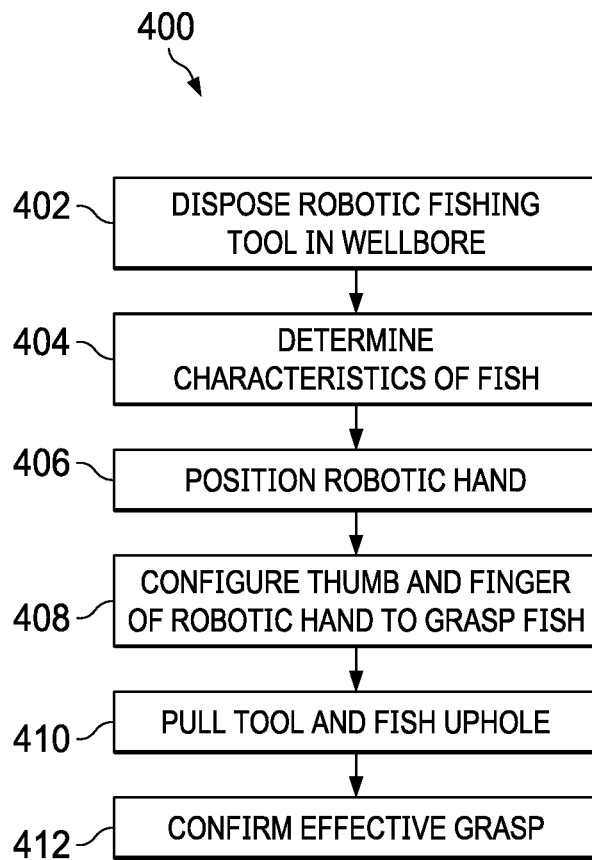 400
402
DISPOSE ROBOTIC FISHING
TOOL IN WELLBORE
404
DETERMINE
CHARACTERISTICS OF FISH
406
POSITION ROBOTIC HAND
408
CONFIGURE THUMB AND FINGER
OF ROBOTIC HAND TO GRASP FISH
410
PULL TOOL AND FISH UPHOLE
412
CONFIRM EFFECTIVE GRASP